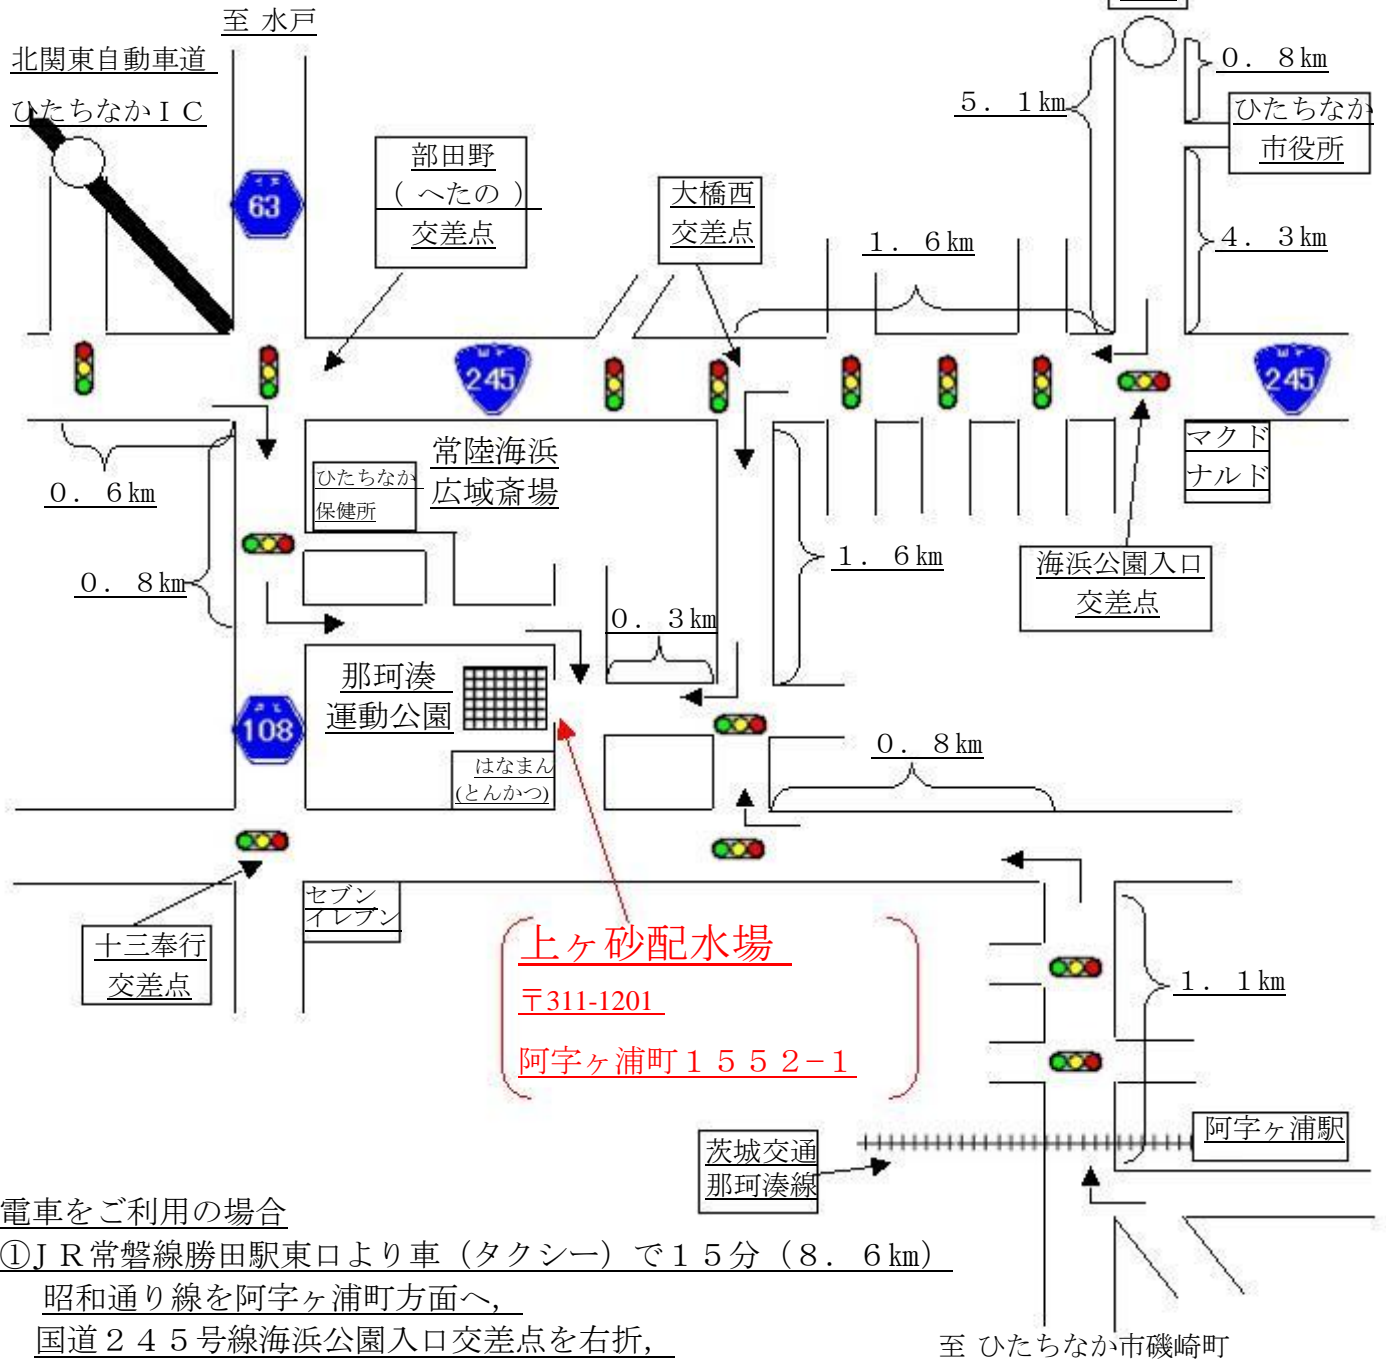 至 水戸
北関東自動車道
ひたちなかＩＣ
０．８km
５．１km
ひたちなか
市役所
63
部田野
（ へたの ）
交差点
大橋西
交差点
１．６km
４．３km
245
245
マクド
ナルド
常陸海浜
広域斎場
ひたちなか
保健所
０．６km
０．８km
１．６km
海浜公園入口
交差点
０．３km
那珂湊
運動公園
108
はなまん
(とんかつ)
０．８km
セブン
イレブン
十三奉行
交差点
上ヶ砂配水場
〒311-1201
阿字ヶ浦町１５５２−１
１．１km
茨城交通
那珂湊線
阿字ヶ浦駅
電車をご利用の場合
①ＪＲ常磐線勝田駅東口より車（タクシー）で１５分（８．６km）
昭和通り線を阿字ヶ浦町方面へ，
国道２４５号線海浜公園入口交差点を右折，
至 ひたちなか市磯崎町